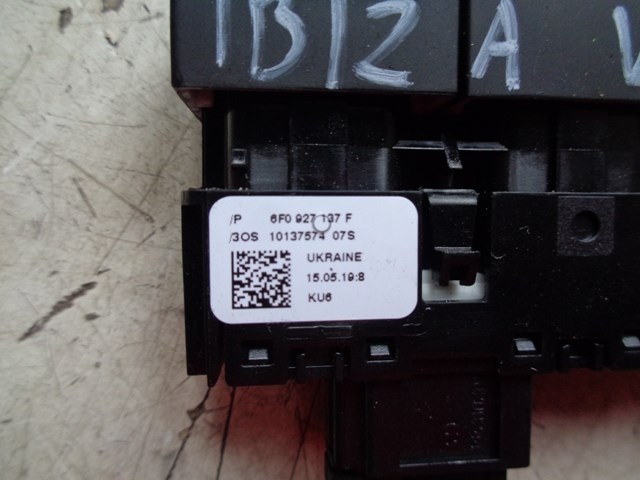 IBIZA V
/P 6F0 927 137 F
/3OS 10137574 07S
UKRAINE
15.05.19:8
KU6